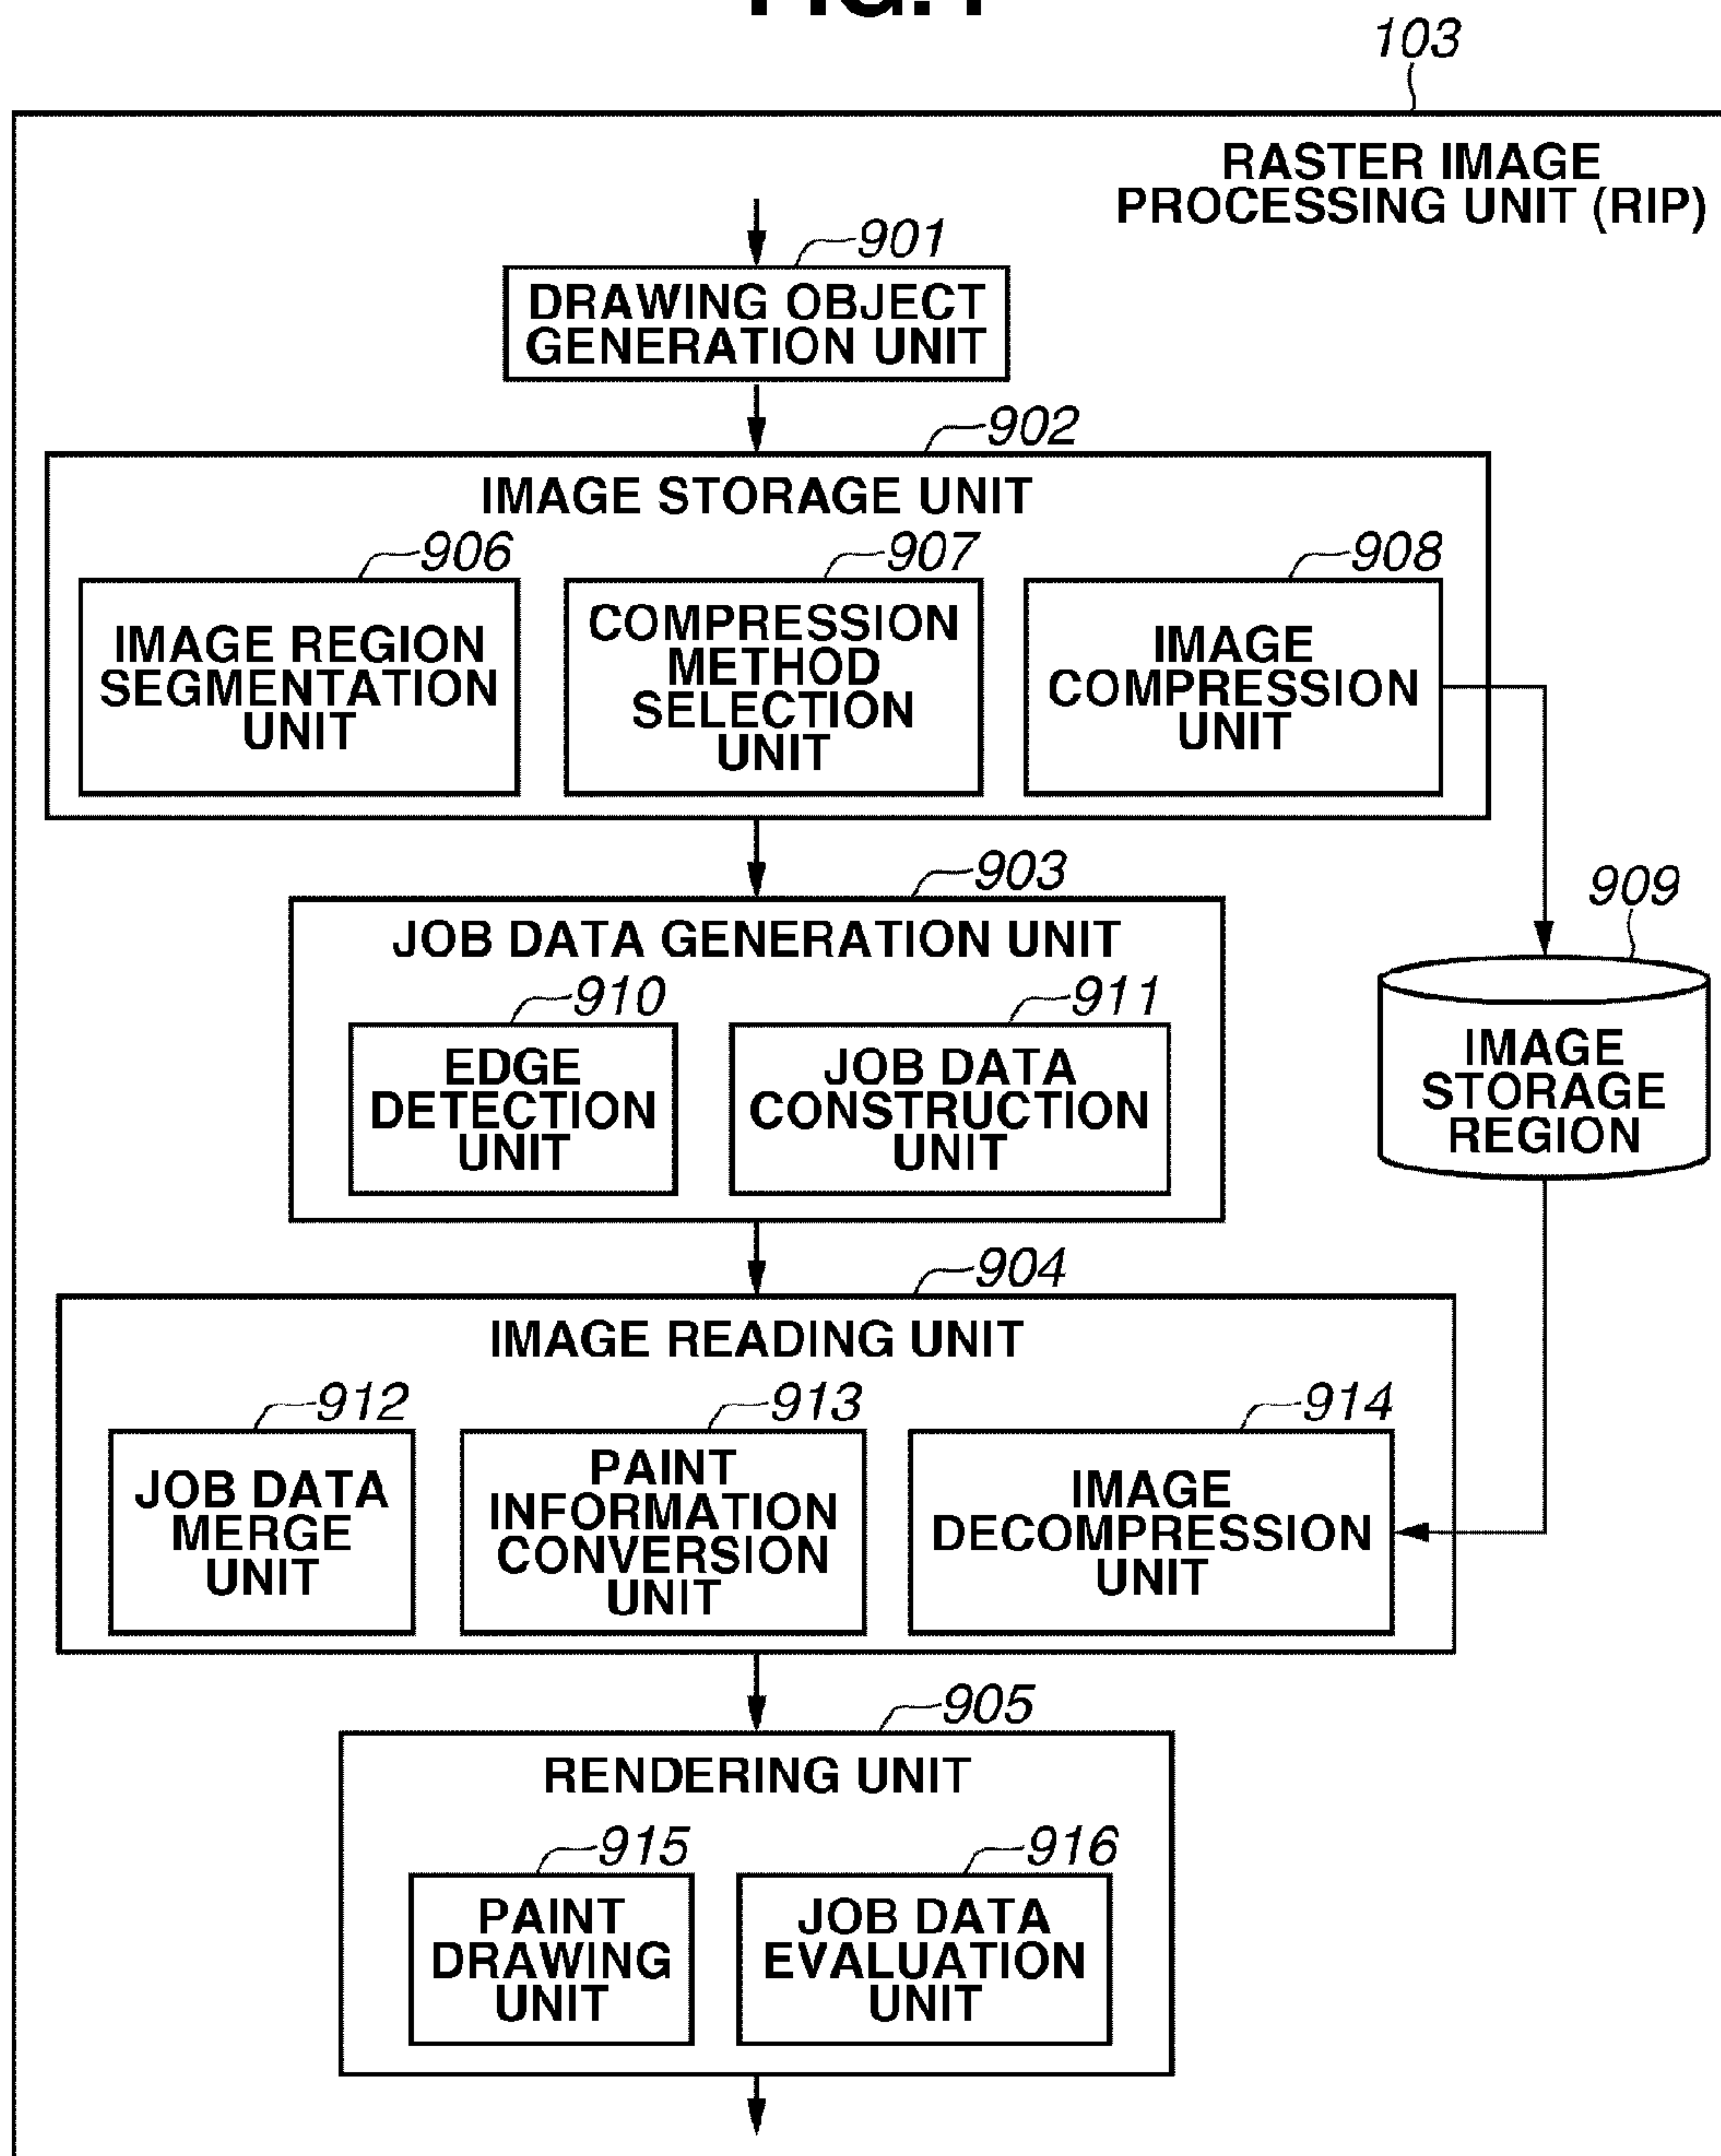 103
RASTER IMAGE
PROCESSING UNIT (RIP)
901
DRAWING OBJECT
GENERATION UNIT
902
IMAGE STORAGE UNIT
906
IMAGE REGION
SEGMENTATION
UNIT
907
COMPRESSION
METHOD
SELECTION
UNIT
908
IMAGE
COMPRESSION
UNIT
903
JOB DATA GENERATION UNIT
909
IMAGE
STORAGE
REGION
910
EDGE
DETECTION
UNIT
911
JOB DATA
CONSTRUCTION
UNIT
904
IMAGE READING UNIT
912
JOB DATA
MERGE
UNIT
913
PAINT
INFORMATION
CONVERSION
UNIT
914
IMAGE
DECOMPRESSION
UNIT
905
RENDERING UNIT
915
PAINT
DRAWING
UNIT
916
JOB DATA
EVALUATION
UNIT